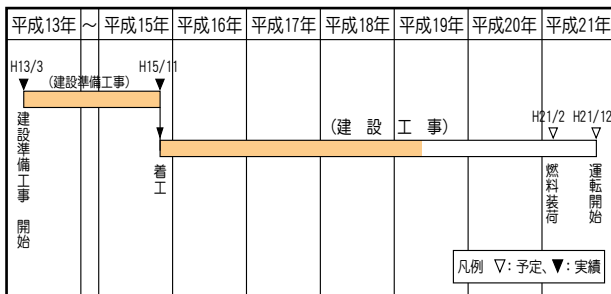 平成13年 ～ 平成15年 平成16年 平成17年 平成18年 平成19年 平成20年 平成21年
H13/3 H15/11
(建設準備工事)
(建 設 工 事)
H21/2 H21/12
建設準備工事 開始
着工
燃料装荷
運転開始
凡例 ▽：予定、▼：実績